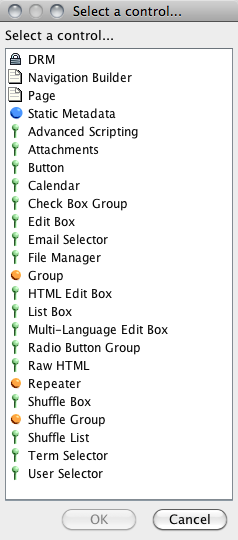 Select a control...
Select a control...
DRM
Navigation Builder
Page
Static Metadata
Advanced Scripting
Attachments
Button
Calendar
Check Box Group
Edit Box
Email Selector
File Manager
Group
HTML Edit Box
List Box
Multi-Language Edit Box
Radio Button Group
Raw HTML
Repeater
Shuffle Box
Shuffle Group
Shuffle List
Term Selector
User Selector
OK Cancel